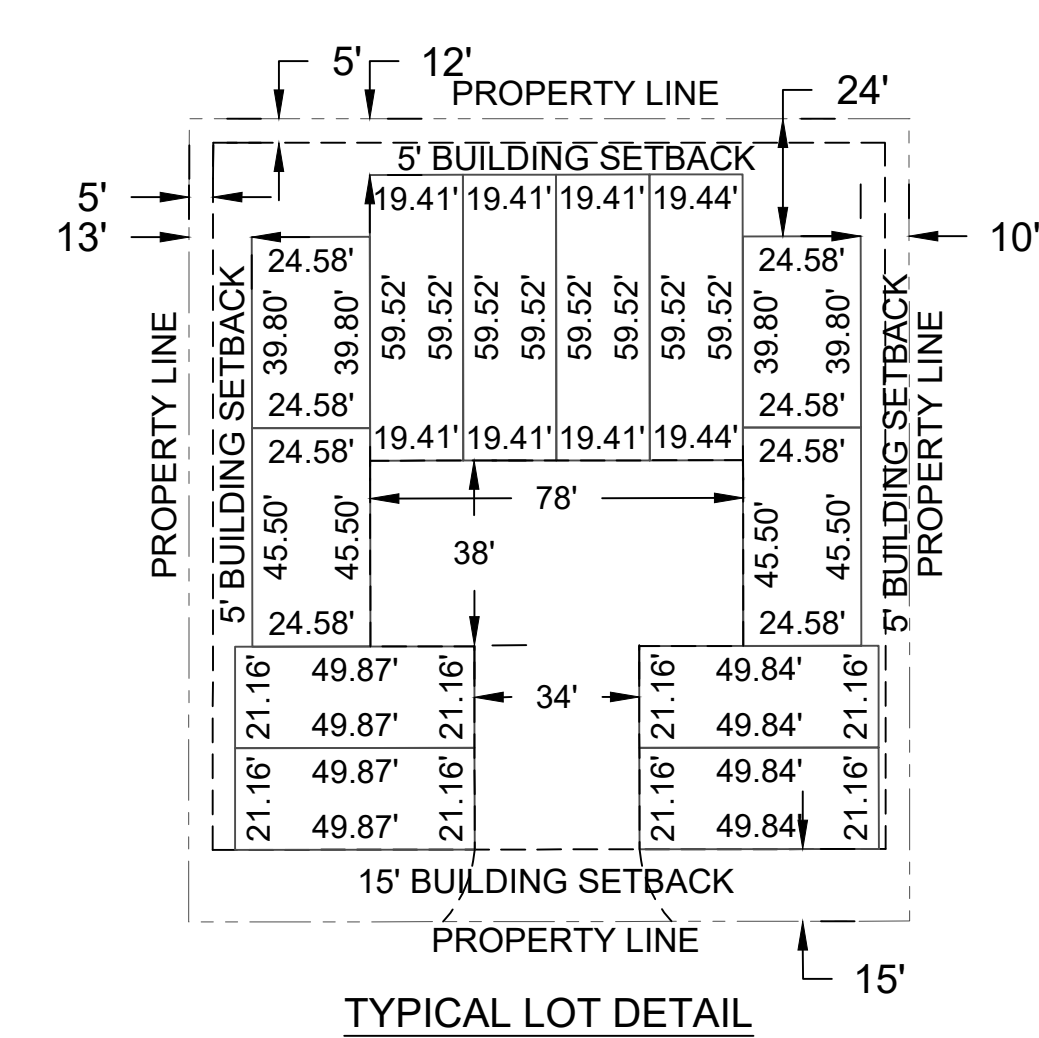 5' 12'
PROPERTY LINE
24'
5' BUILDING SETBACK
5'
13'
10'
19.41' 19.41' 19.41' 19.44'
24.58'
24.58'
PROPERTY LINE
5' BUILDING SETBACK
39.80' 39.80'
59.52' 59.52' 59.52' 59.52' 59.52' 59.52' 59.52' 59.52'
39.80' 39.80'
5' BUILDING SETBACK
PROPERTY LINE
24.58'
24.58'
19.41' 19.41' 19.41' 19.44'
24.58'
24.58'
45.50' 45.50'
78'
45.50' 45.50'
38'
24.58'
24.58'
21.16' 49.87' 21.16'
34'
21.16' 49.84' 21.16'
49.87'
49.84'
21.16' 49.87' 21.16'
21.16' 49.84' 21.16'
49.87'
49.84'
15' BUILDING SETBACK
PROPERTY LINE
15'
TYPICAL LOT DETAIL